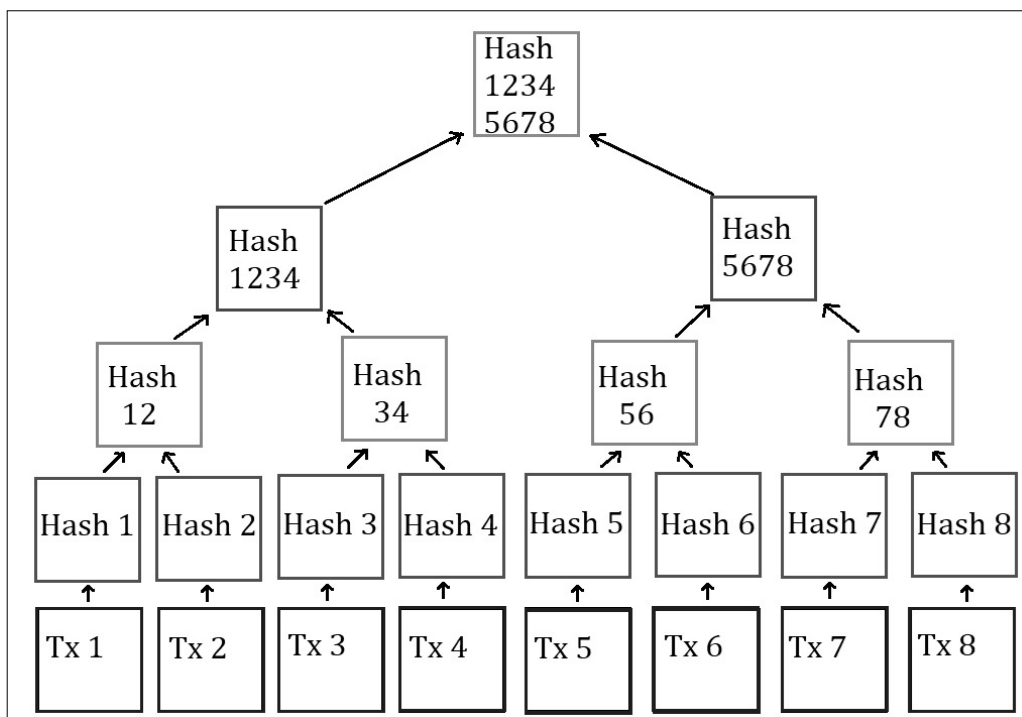 Hash
1234
5678
Hash
1234
Hash
5678
Hash
12
Hash
34
Hash
56
Hash
78
Hash 1
Hash 2
Hash 3
Hash 4
Hash 5
Hash 6
Hash 7
Hash 8
Tx 1
Tx 2
Tx 3
Tx 4
Tx 5
Tx 6
Tx 7
Tx 8